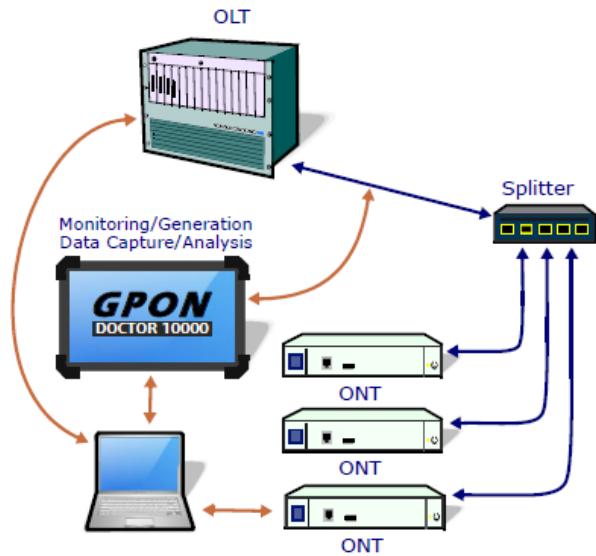 OLT
Splitter
Monitoring/Generation
Data Capture/Analysis
GPON
DOCTOR 10000
ONT
ONT
ONT